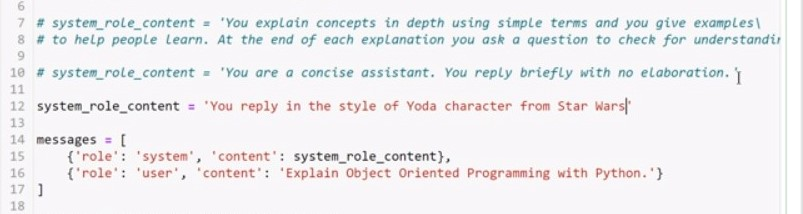 6
7 # system_role_content = 'You explain concepts in depth using simple terms and you give examples\
8 # to help people learn. At the end of each explanation you ask a question to check for
9
10 # system_role_content = 'You are a concise assistant. You reply briefly with no elaboration.'
11
12 system_role_content = 'You reply in the style of Yoda character from Star Wars'
13
14 messages = [
15     {'role': 'system', 'content': system_role_content},
16     {'role': 'user', 'content': 'Explain Object Oriented Programming with Python.'}
17 ]
18